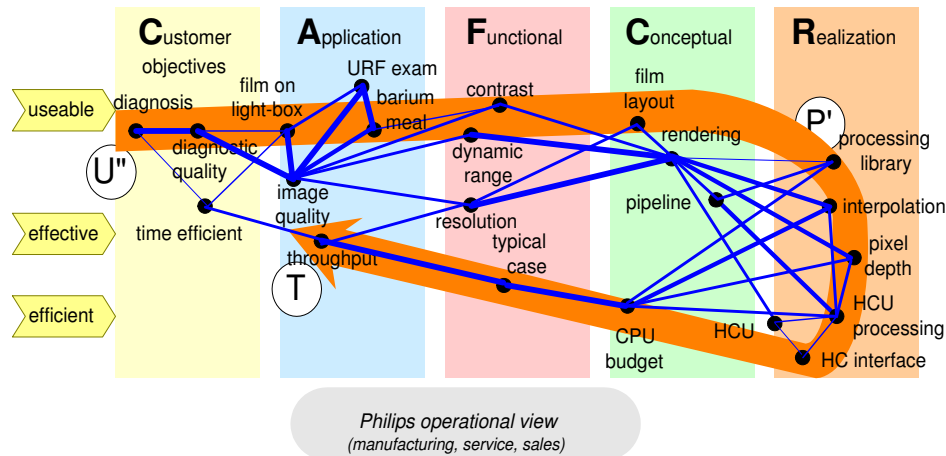 Customer
objectives
Application
Functional
Conceptual
Realization
useable
effective
efficient
diagnosis
film on
light-box
diagnostic
quality
time efficient
U"
URF exam
barium
meal
image
quality
throughput
T
contrast
dynamic
range
resolution
typical
case
film
layout
rendering
pipeline
CPU
budget
HCU
P'
processing
library
interpolation
pixel
depth
HCU
processing
HC interface
Philips operational view
(manufacturing, service, sales)